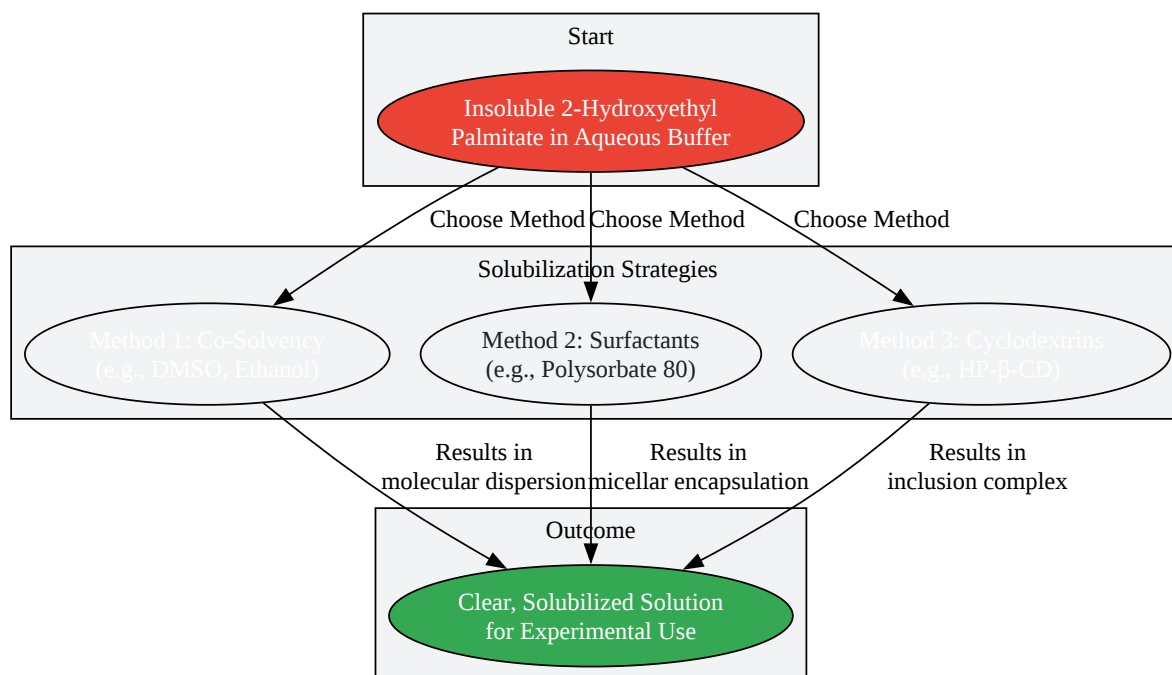 Start
Insoluble 2-Hydroxyethyl
Palmitate in Aqueous Buffer
Choose Method
Choose Method
Choose Method
Solubilization Strategies
Method 1: Co-Solvency
(e.g., DMSO, Ethanol)
Method 2: Surfactants
(e.g., Polysorbate 80)
Method 3: Cyclodextrins
(e.g., HP-β-CD)
Results in
molecular dispersion
Results in
micellar encapsulation
Results in
inclusion complex
Outcome
Clear, Solubilized Solution
for Experimental Use